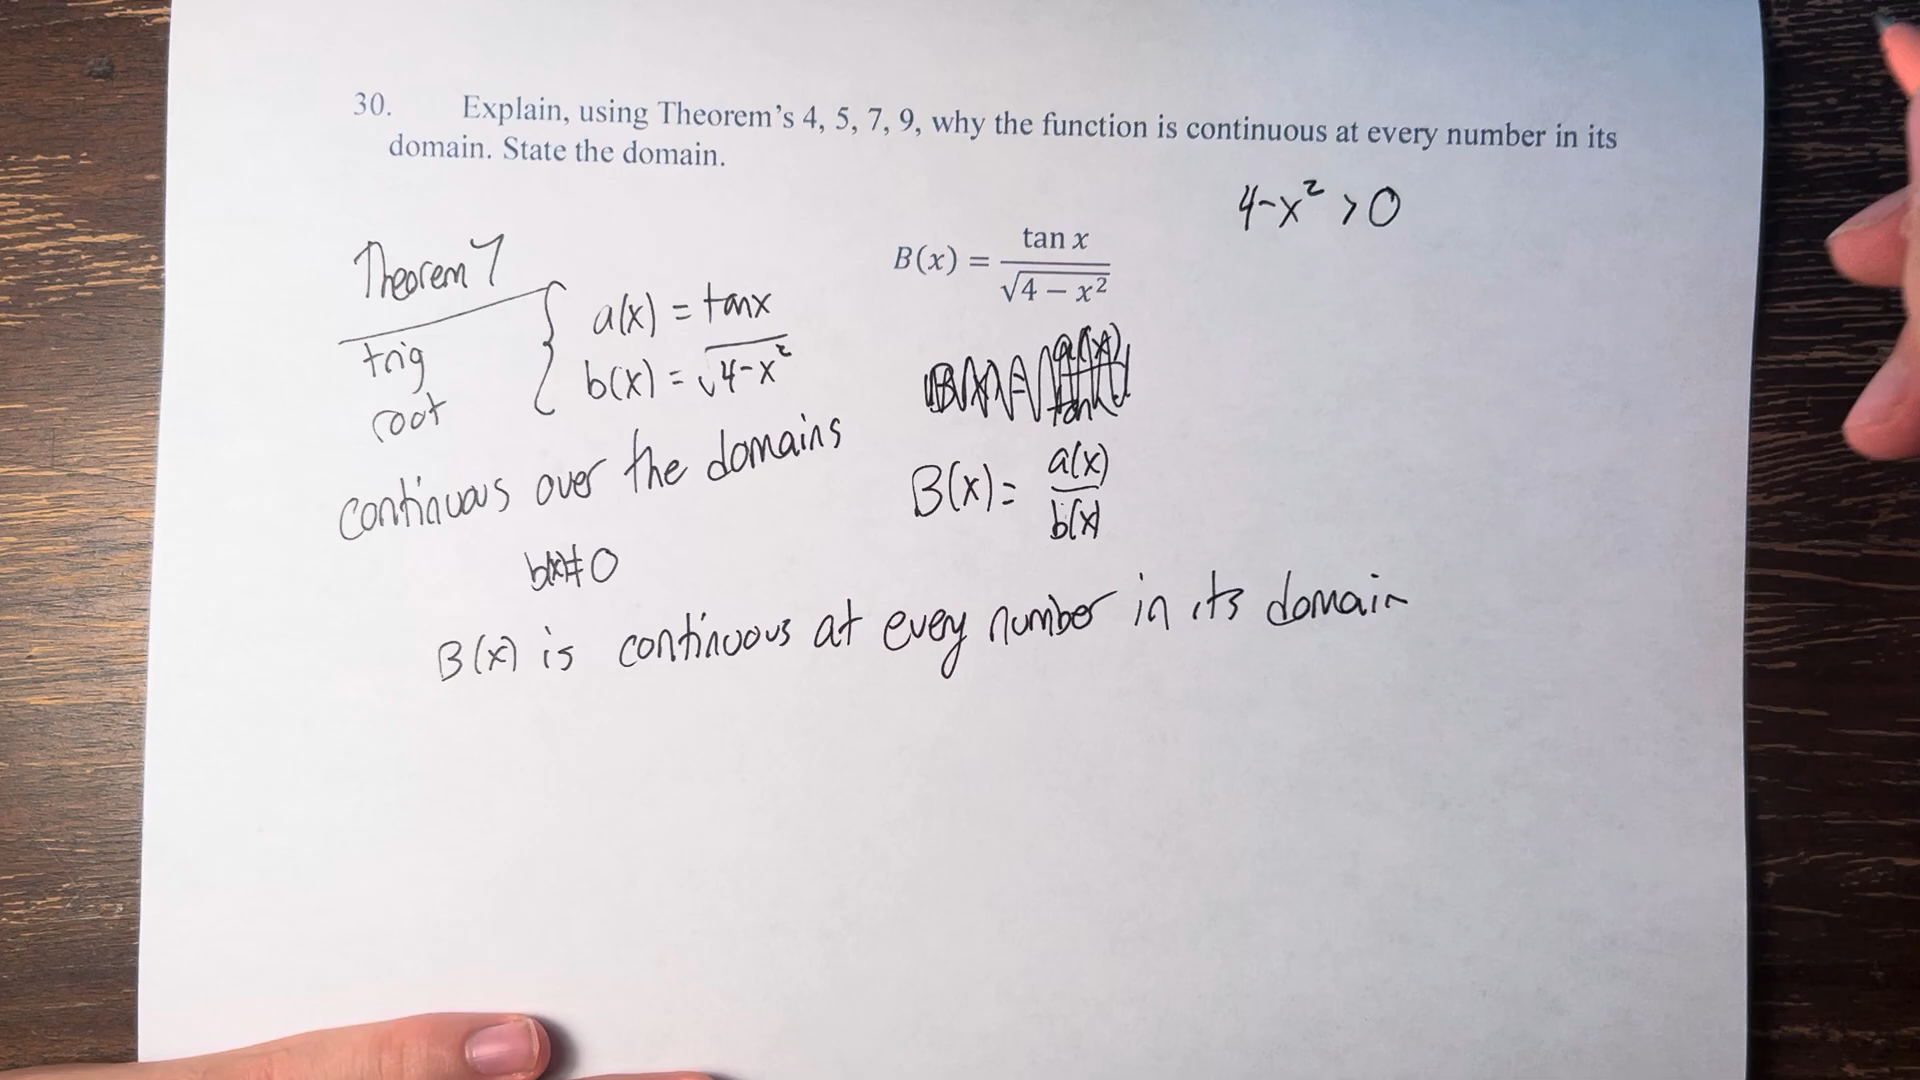 30. Explain, using Theorem's 4, 5, 7, 9, why the function is continuous at every number in its
domain. State the domain.
4-x² > 0
B(x) = tan x / √4 − x²
Theorem 7
trig
root
a(x) = tanx
b(x) = √4-x²
continuous over the domains
B(x) = a(x) / b(x)
b(x)≠0
B(x) is continuous at every number in its domain